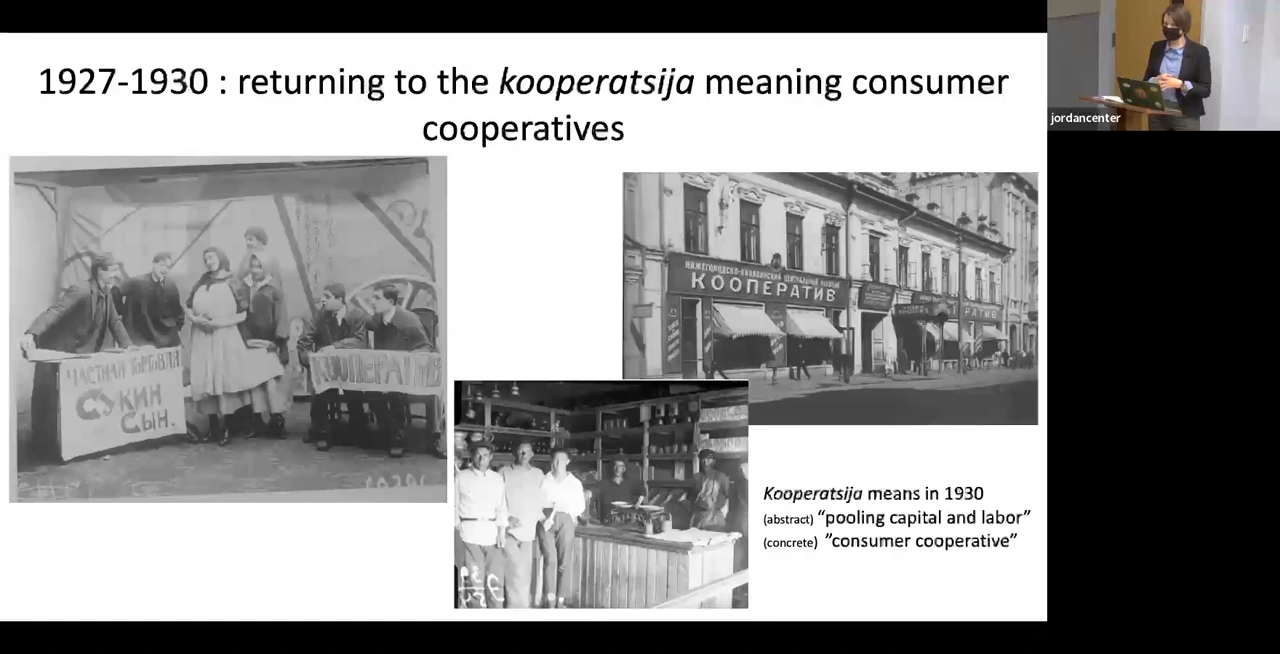 1927-1930 : returning to the kooperatsija meaning consumer
cooperatives
jordancenter
ЧАСТНАЯ ТОРГОВЛЯ
СУКИН
СЫН.
КООПЕРАТИВ
КООПЕРАТИВ
Kooperatsija means in 1930
(abstract) “pooling capital and labor”
(concrete) ”consumer cooperative”